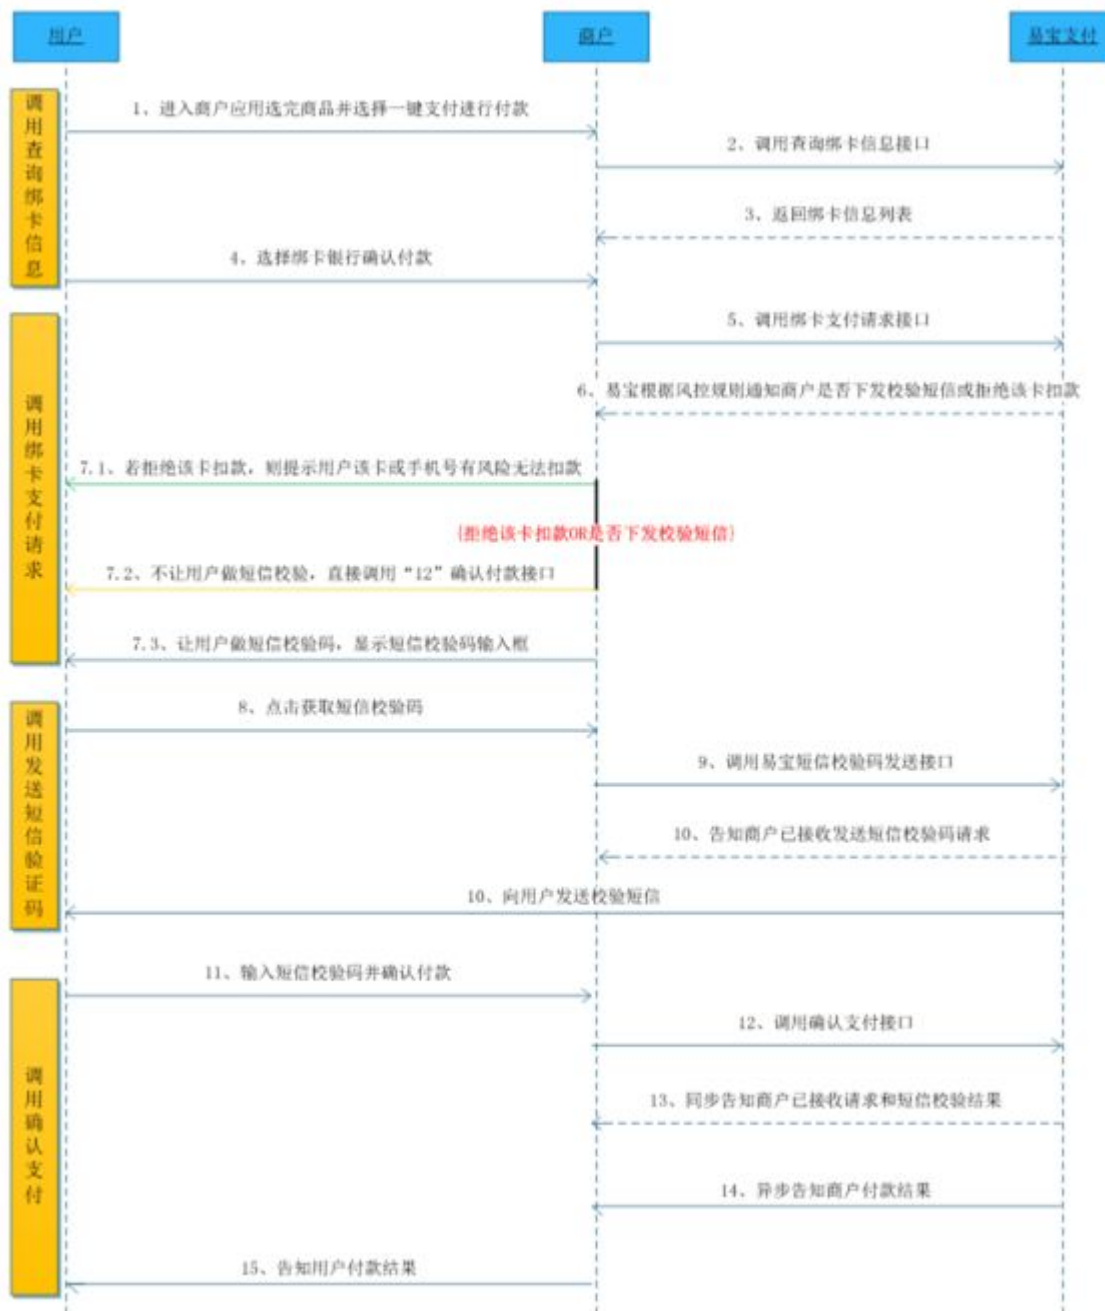 用户
商户
易宝支付
调用查询绑卡信息
1、进入商户应用选完商品并选择一键支付进行付款
2、调用查询绑卡信息接口
3、返回绑卡信息列表
4、选择绑卡银行确认付款
调用绑卡支付请求
5、调用绑卡支付请求接口
6、易宝根据风控规则通知商户是否下发校验短信或拒绝该卡扣款
7.1、若拒绝该卡扣款，则提示用户该卡或手机号有风险无法扣款
{拒绝该卡扣款OR是否下发校验短信}
7.2、不让用户做短信校验，直接调用“12”确认付款接口
7.3、让用户做短信校验码，显示短信校验码输入框
调用发送短信验证码
8、点击获取短信校验码
9、调用易宝短信校验码发送接口
10、告知商户已接收发送短信校验码请求
10、向用户发送校验短信
调用确认支付
11、输入短信校验码并确认付款
12、调用确认支付接口
13、同步告知商户已接收请求和短信校验结果
14、异步告知商户付款结果
15、告知用户付款结果